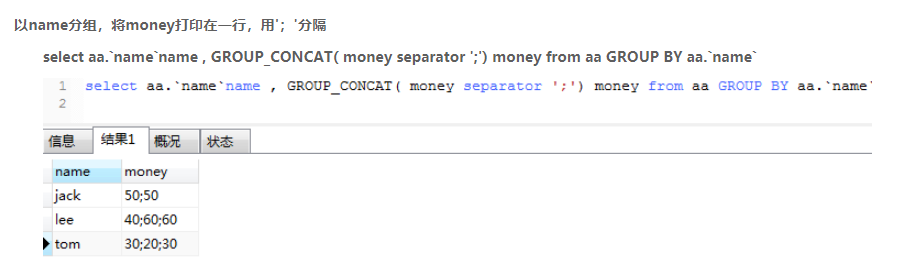 以name分组，将money打印在一行，用'；'分隔
select aa.`name`name , GROUP_CONCAT( money separator ';') money from aa GROUP BY aa.`name`
1 select aa.`name`name , GROUP_CONCAT( money separator ';') money from aa GROUP BY aa.`name`
2
信息 结果1 概况 状态
name money
jack 50;50
lee 40;60;60
tom 30;20;30